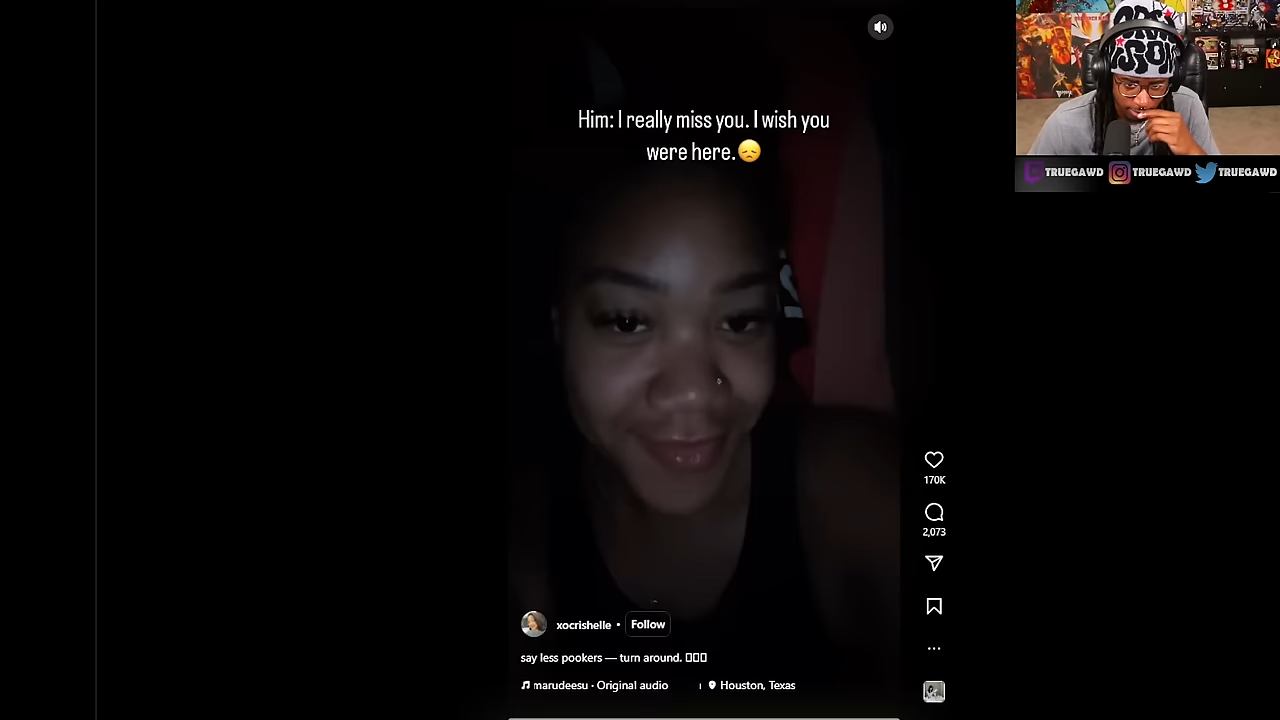 Him: I really miss you. I wish you
were here.😞
TRUEGAWD TRUEGAWD TRUEGAWD
170K
2,073
xocrishelle • Follow
say less pookers — turn around.
marudeesu · Original audio
Houston, Texas